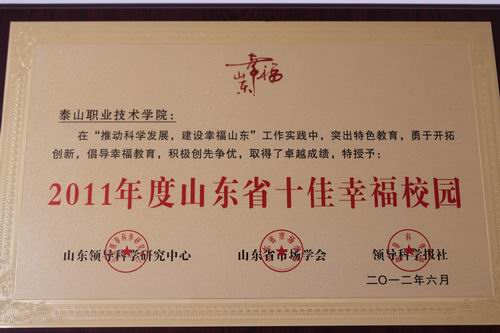 幸福山东
泰山职业技术学院：
在“推动科学发展，建设幸福山东”工作实践中，突出特色教育，勇于开拓
创新，倡导幸福教育，积极创先争优，取得了卓越成绩，特授予：
2011年度山东省十佳幸福校园
山东领导科学研究中心 山东省市场学会 领导科学报社
二〇一二年六月